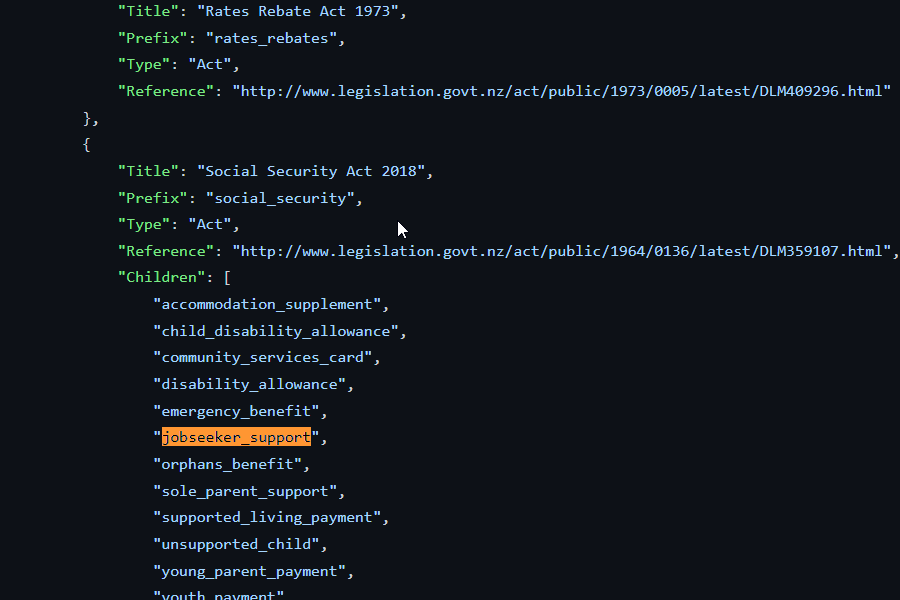 "Title": "Rates Rebate Act 1973",
"Prefix": "rates_rebates",
"Type": "Act",
"Reference": "http://www.legislation.govt.nz/act/public/1973/0005/latest/DLM409296.html"
},
{
"Title": "Social Security Act 2018",
"Prefix": "social_security",
"Type": "Act",
"Reference": "http://www.legislation.govt.nz/act/public/1964/0136/latest/DLM359107.html",
"Children": [
"accommodation_supplement",
"child_disability_allowance",
"community_services_card",
"disability_allowance",
"emergency_benefit",
"jobseeker_support",
"orphans_benefit",
"sole_parent_support",
"supported_living_payment",
"unsupported_child",
"young_parent_payment",
"youth_payment"